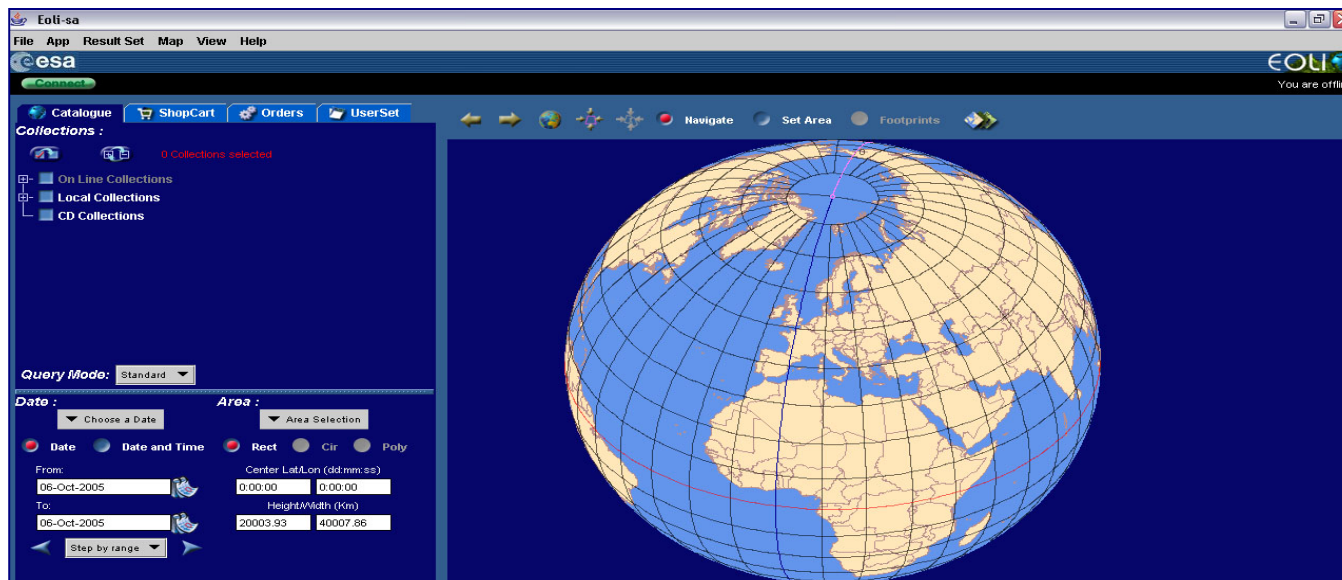 Eoli-sa
File App Result Set Map View Help
esa
EOLI
Connect
You are offli
Catalogue ShopCart Orders UserSet
Navigate Set Area Footprints
Collections :
0.Collections selected
On Line Collections
Local Collections
CD Collections
Query Mode: Standard
Date : Area :
Choose a Date Area Selection
Date Date and Time Rect Cir Poly
From: Center Lat/Lon (dd:mm:ss)
06-Oct-2005 0:00:00 0:00:00
To: Height/Width (Km)
06-Oct-2005 20003.93 40007.86
Step by range